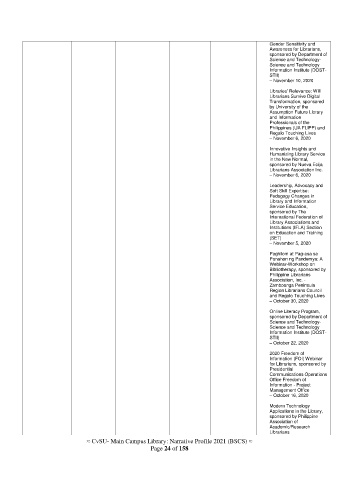 Gender Sensitivity and
Awareness for Librarians,
sponsored by Department of
Science and Technology-
Science and Technology
Information Institute (DOST-
STII)
– November 10, 2020
Libraries' Relevance: Will
Librarians Survive Digital
Transformation, sponsored
by University of the
Assumption Future Library
and Information
Professionals of the
Philippines (UA FLIPP) and
Regalo Touching Lives
– November 6, 2020
Innovative Insights and
Humanizing Library Service
in the New Normal,
sponsored by Nueva Ecija
Librarians Association Inc.
– November 6, 2020
Leadership, Advocacy and
Soft Skill Expertise:
Pedagogy Changes in
Library and Information
Service Education,
sponsored by The
International Federation of
Library Associations and
Institutions (IFLA) Section
on Education and Training
(SET)
– November 5, 2020
Paghilom at Pag-asa sa
Panahon ng Pandemya: A
Webinar-Workshop on
Bibliotherapy, sponsored by
Philippine Librarians
Association, Inc.
Zamboanga Peninsula
Region Librarians Council
and Regalo Touching Lives
– October 30, 2020
Online Literacy Program,
sponsored by Department of
Science and Technology-
Science and Technology
Information Institute (DOST-
STII)
– October 22, 2020
2020 Freedom of
Information (FOI) Webinar
for Librarians, sponsored by
Presidential
Communications Operations
Office Freedom of
Information - Project
Management Office
– October 16, 2020
Modern Technology
Applications in the Library,
sponsored by Philippine
Association of
Academic/Research
Librarians
= CvSU- Main Campus Library: Narrative Profile 2021 (BSCS) =
Page 24 of 158